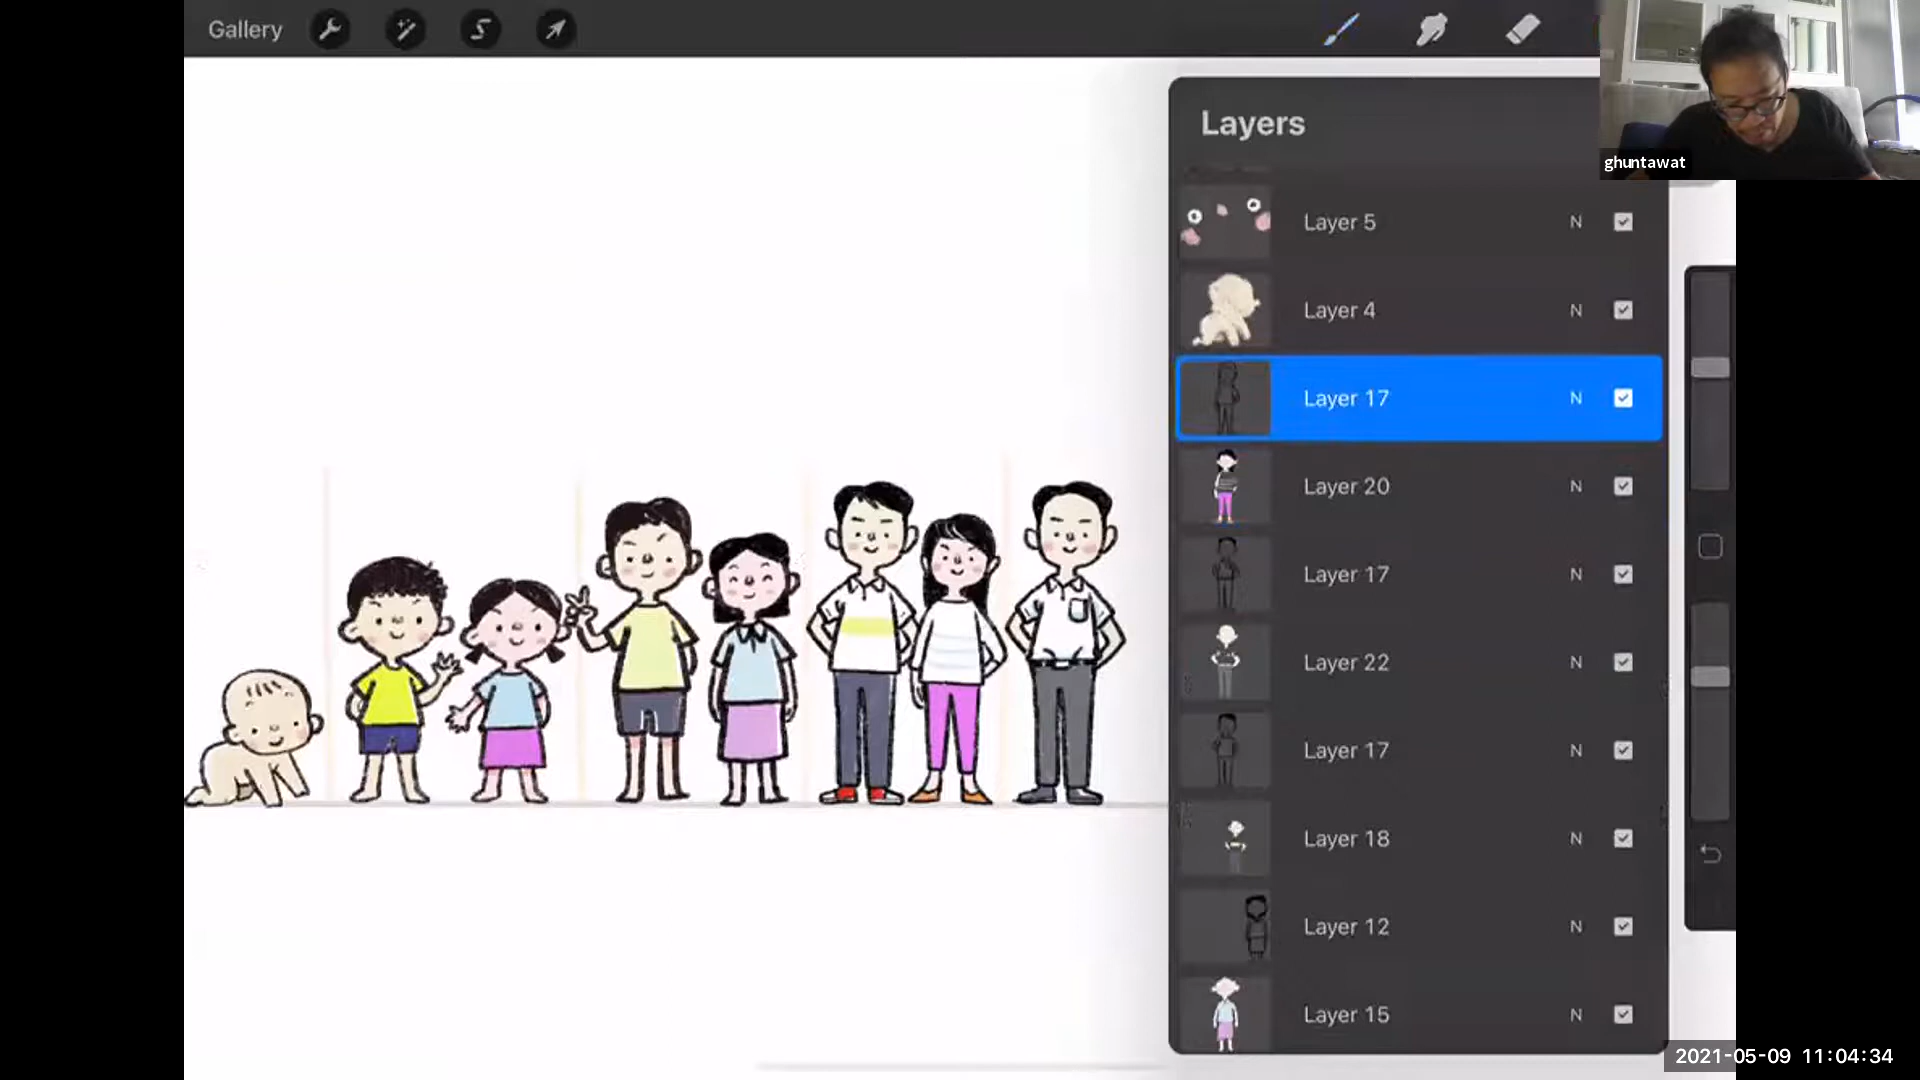 Gallery
Layers
ghuntawat
Layer 5 N
Layer 4 N
Layer 17 N
Layer 20 N
Layer 17 N
Layer 22 N
Layer 17 N
Layer 18 N
Layer 12 N
Layer 15 N
2021-05-09 11:04:34